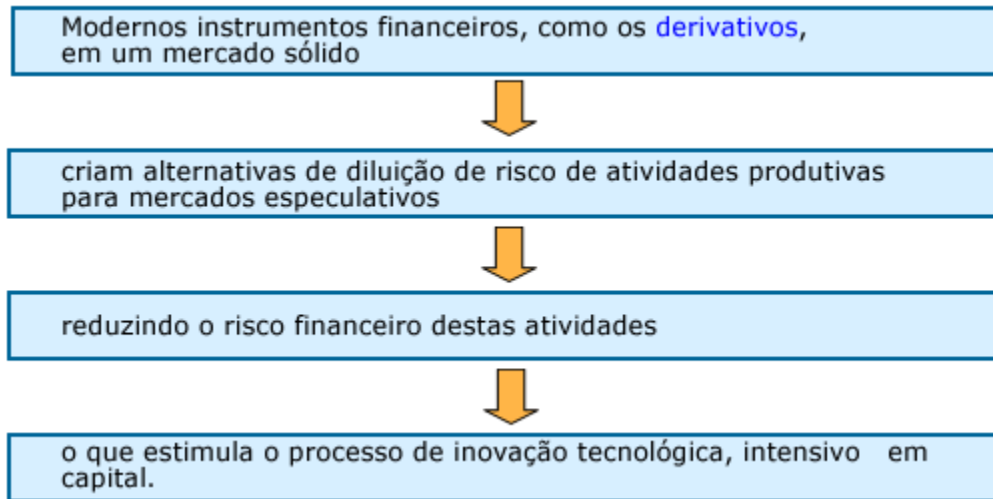 Modernos instrumentos financeiros, como os derivativos,
em um mercado sólido
criam alternativas de diluição de risco de atividades produtivas
para mercados especulativos
reduzindo o risco financeiro destas atividades
o que estimula o processo de inovação tecnológica, intensivo em
capital.